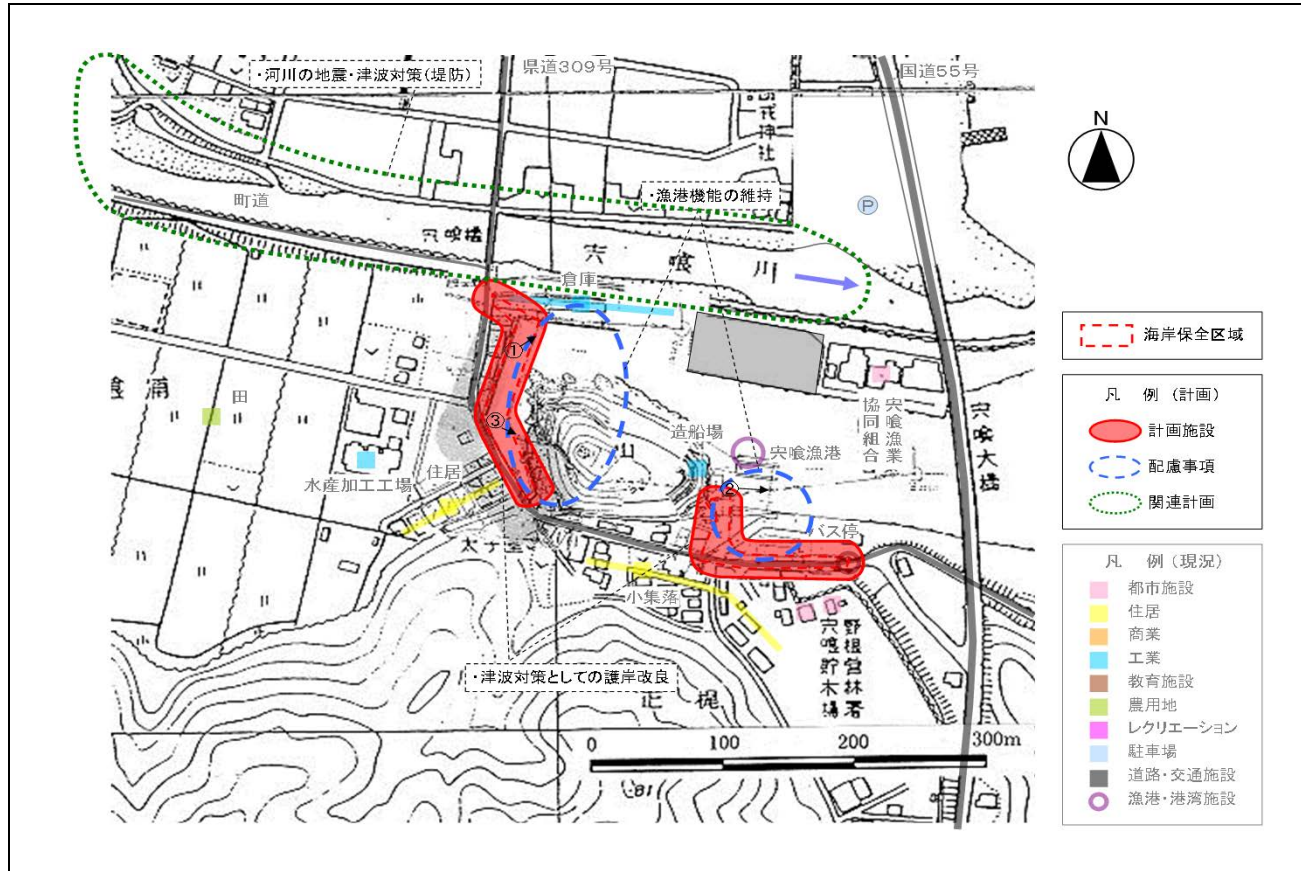 ・河川の地震・津波対策(堤防)
県道309号
国道55号
N
・漁港機能の維持
P
町道
宍喰橋
宍喰川
倉庫
①
③
②
喰浦
田
住居
水産加工工場
造船場
宍喰漁港
宍喰漁業
協同組合
宍喰大橋
バス停
小集落
野根営林署
宍喰貯木場
・津波対策としての護岸改良
0 100 200 300m
海岸保全区域
凡 例 (計画)
計画施設
配慮事項
関連計画
凡 例 (現況)
都市施設
住居
商業
工業
教育施設
農用地
レクリエーション
駐車場
道路・交通施設
漁港・港湾施設